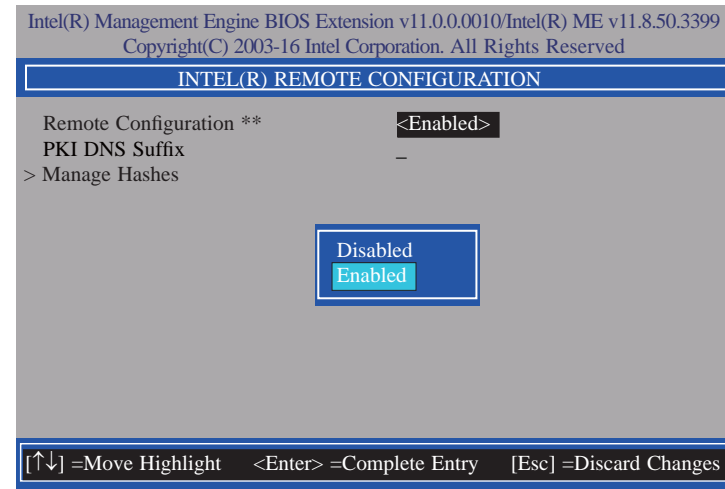 Intel(R) Management Engine BIOS Extension v11.0.0.0010/Intel(R) ME v11.8.50.3399
Copyright(C) 2003-16 Intel Corporation. All Rights Reserved
INTEL(R) REMOTE CONFIGURATION
Remote Configuration ** <Enabled>
PKI DNS Suffix _
> Manage Hashes
Disabled
Enabled
[↑↓] =Move Highlight <Enter> =Complete Entry [Esc] =Discard Changes